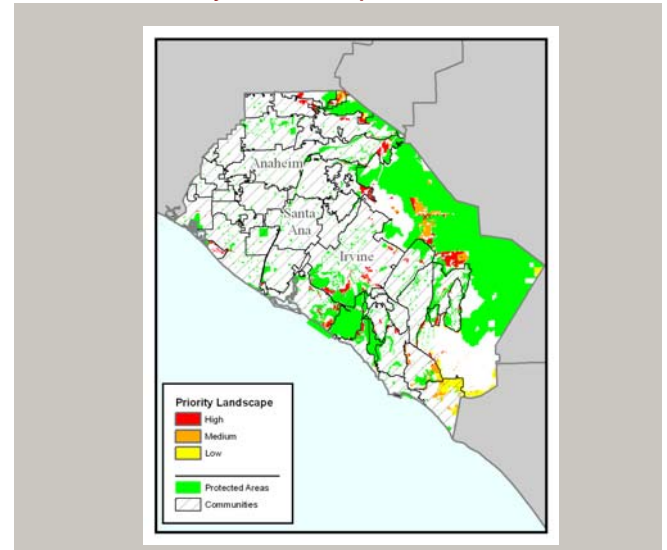 Anaheim
Santa
Ana
Irvine
Priority Landscape
High
Medium
Low
Protected Areas
Communities